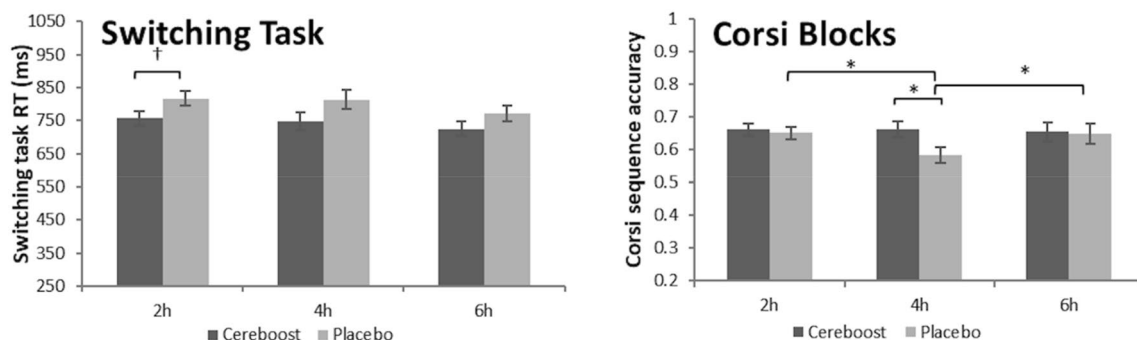 Switching Task
Switching task RT (ms)
1050
950
850
750
650
550
450
350
250
†
2h
4h
6h
Cereboost
Placebo
Corsi Blocks
Corsi sequence accuracy
1
0.9
0.8
0.7
0.6
0.5
0.4
0.3
0.2
*
*
*
2h
4h
6h
Cereboost
Placebo